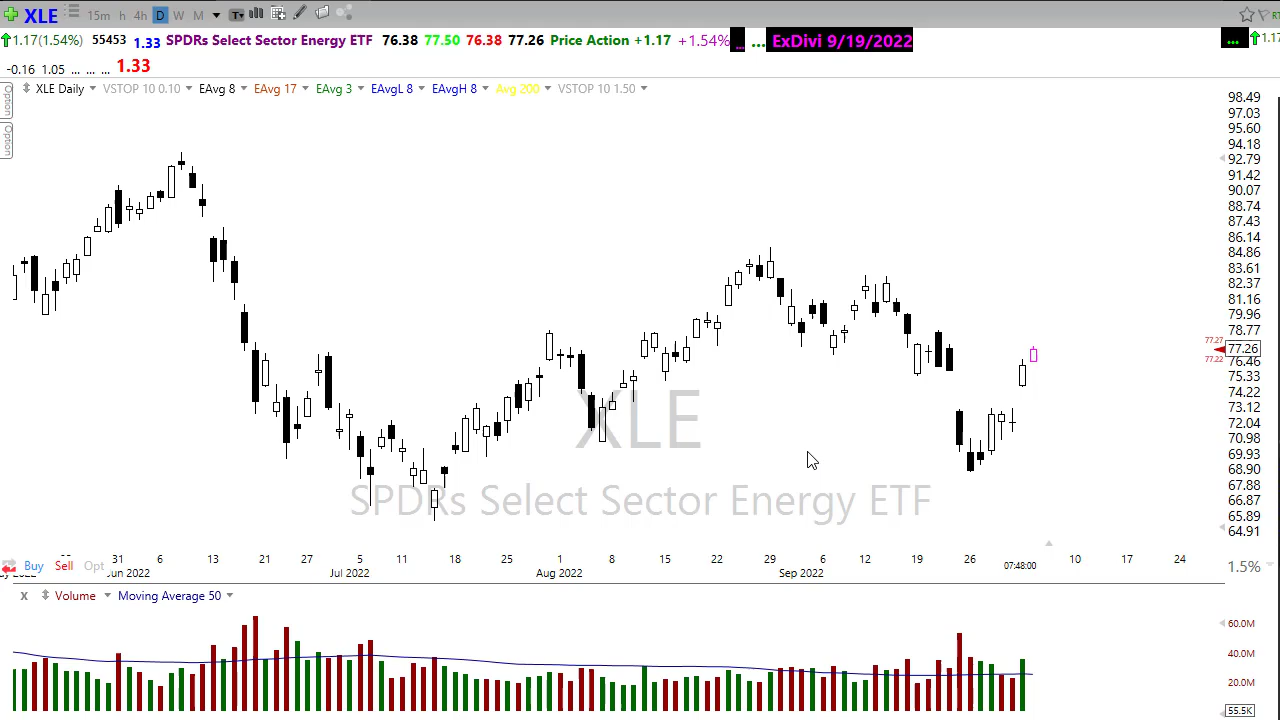 XLE 15m h 4h D W M T
1.17(1.54%) 55453 1.33 SPDRs Select Sector Energy ETF 76.38 77.50 76.38 77.26 Price Action +1.17 +1.54% ... ... ExDivi 9/19/2022 ... 1.17
-0.16 1.05 ... ... ... 1.33
XLE Daily VSTOP 10 0.10 EAvg 8 EAvg 17 EAvg 3 EAvgL 8 EAvgH 8 Avg 200 VSTOP 10 1.50
Option
Option
98.49
97.03
95.60
94.18
92.79
91.42
90.07
88.74
87.43
86.14
84.86
83.61
82.37
81.16
79.96
78.77
77.27
77.26
77.22
76.46
75.33
74.22
73.12
72.04
70.98
69.93
68.90
67.88
66.87
65.89
64.91
XLE
SPDRs Select Sector Energy ETF
31 6 13 21 27 5 11 18 25 1 8 15 22 29 6 12 19 26 10 17 24
Buy Sell Opt 07:48:00 1.5%
Jun 2022 Jul 2022 Aug 2022 Sep 2022
x Volume Moving Average 50
60.0M
40.0M
20.0M
55.5K